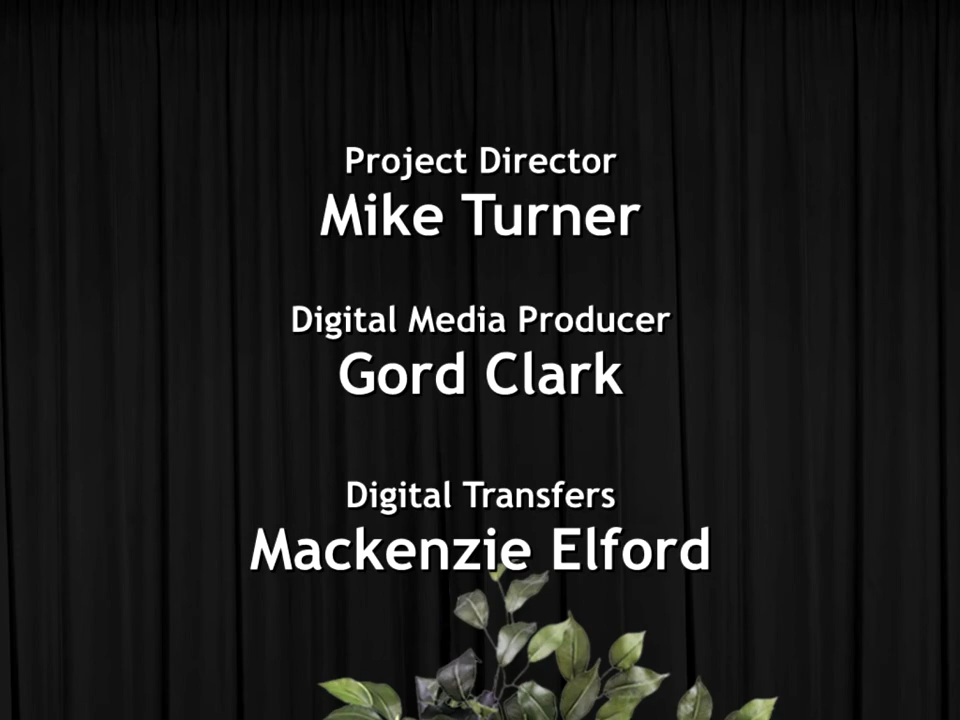 Project Director
Mike Turner
Digital Media Producer
Gord Clark
Digital Transfers
Mackenzie Elford